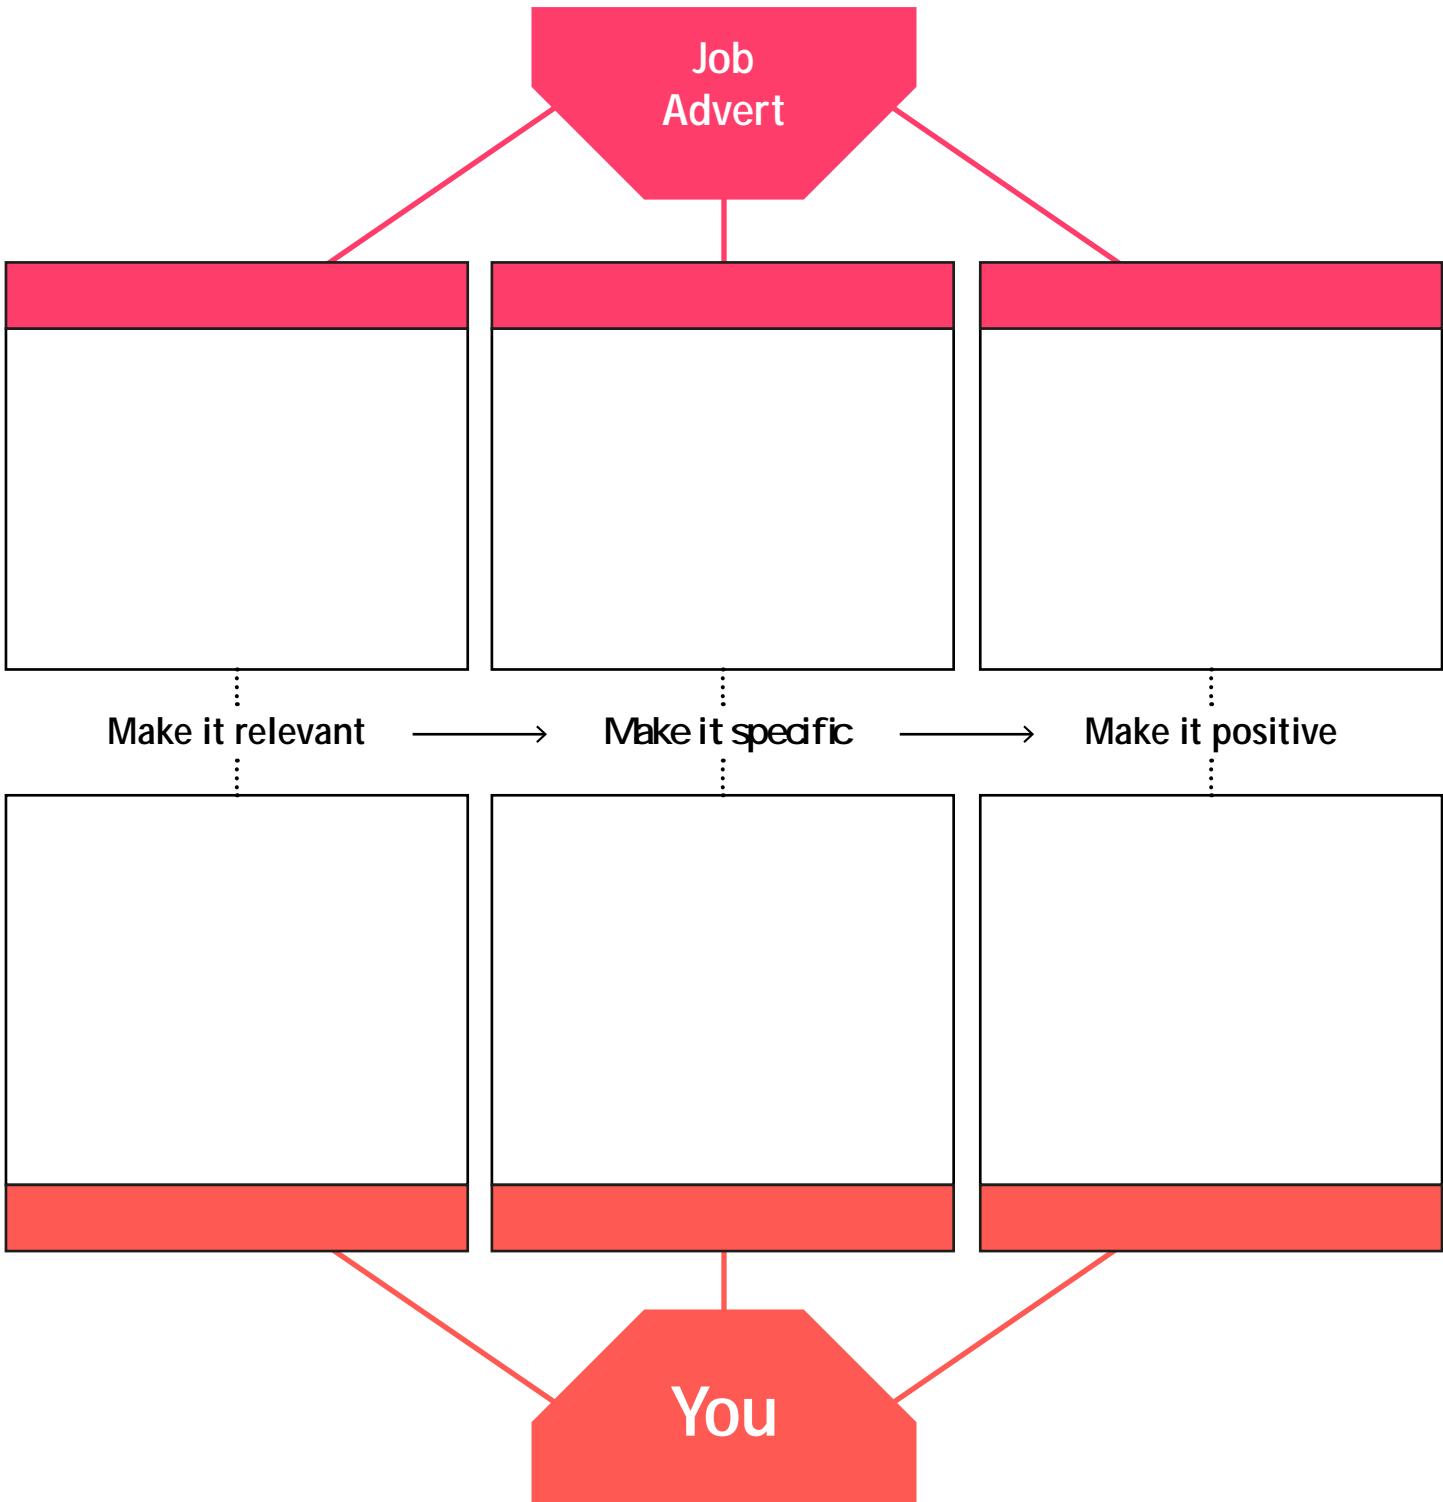 Job
Advert
Make it relevant
Make it specific
Make it positive
You